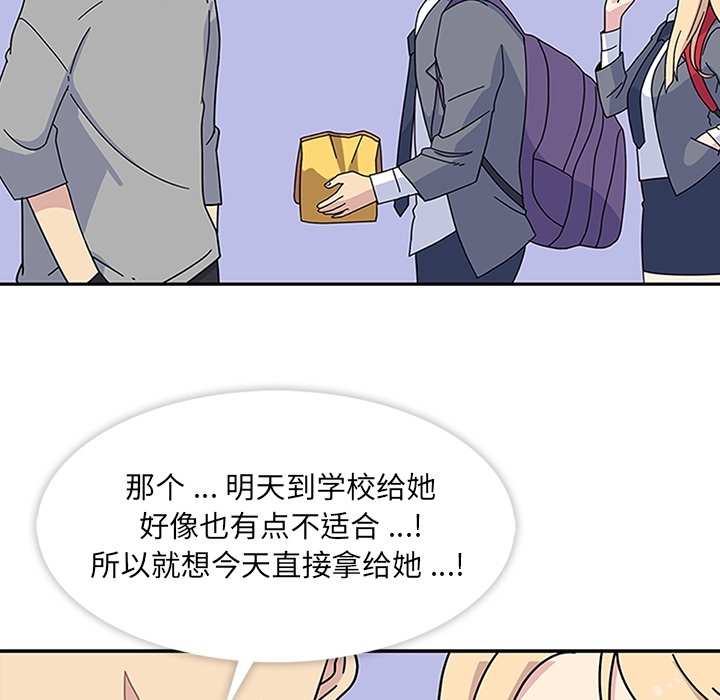 那个 ... 明天到学校给她
好像也有点不适合 ...!
所以就想今天直接拿给她 ...!